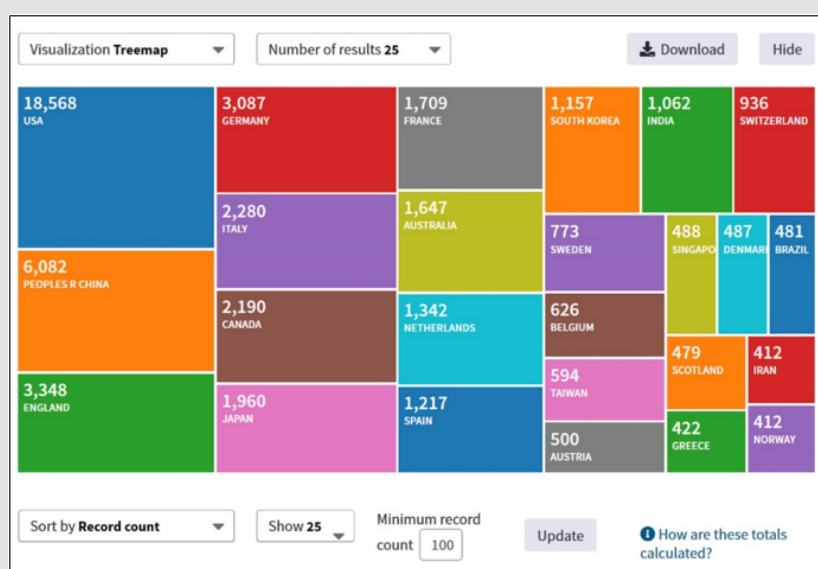 Visualization Treemap
Number of results 25
Download
Hide
18,568
USA
6,082
PEOPLES R CHINA
3,348
ENGLAND
3,087
GERMANY
2,280
ITALY
2,190
CANADA
1,960
JAPAN
1,709
FRANCE
1,647
AUSTRALIA
1,342
NETHERLANDS
1,217
SPAIN
1,157
SOUTH KOREA
1,062
INDIA
936
SWITZERLAND
773
SWEDEN
626
BELGIUM
594
TAIWAN
500
AUSTRIA
488
SINGAPO
487
DENMARI
481
BRAZIL
479
SCOTLAND
422
GREECE
412
IRAN
412
NORWAY
Sort by Record count
Show 25
Minimum record
count 100
Update
How are these totals
calculated?